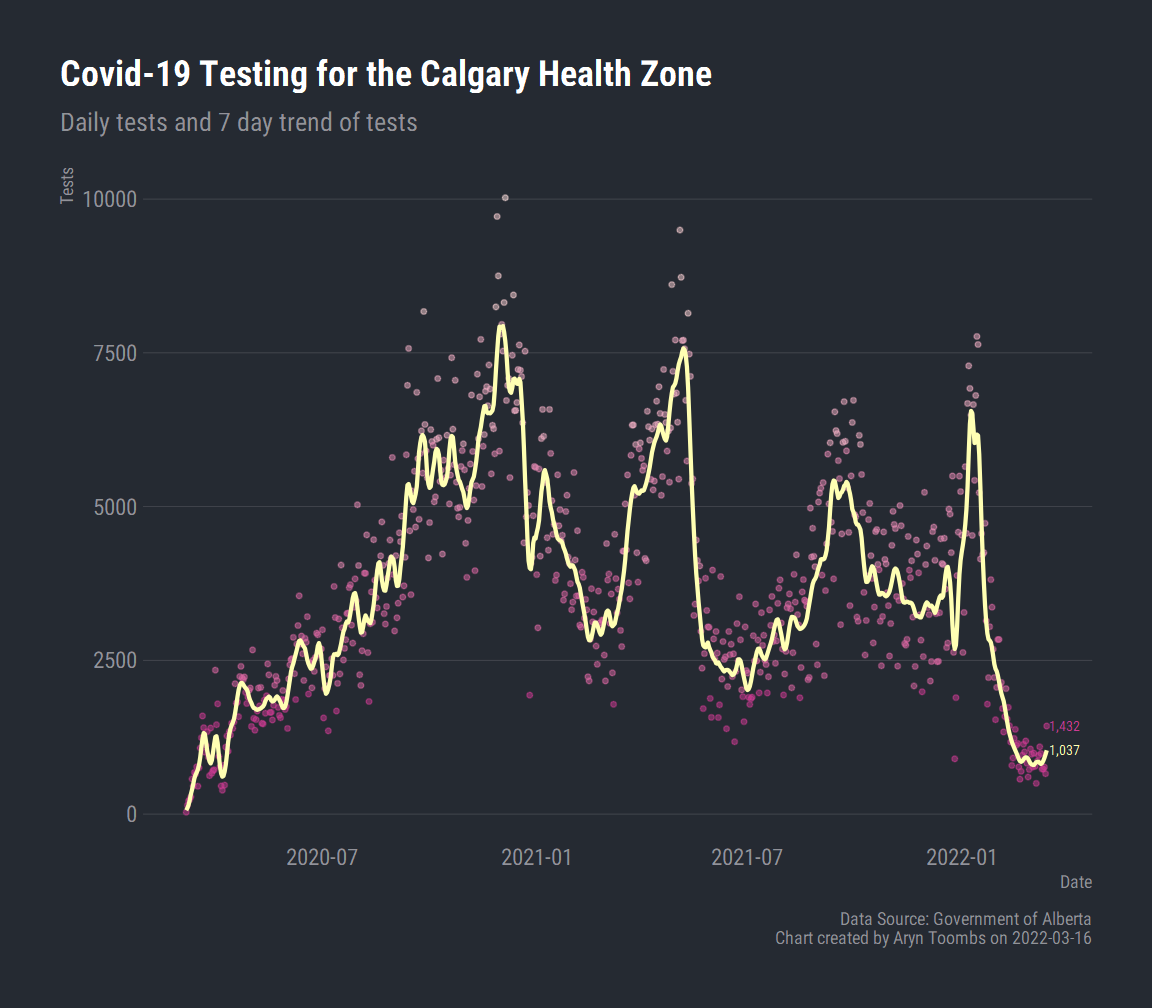 Covid-19 Testing for the Calgary Health Zone
Daily tests and 7 day trend of tests
Tests
10000
7500
5000
2500
0
1,432
1,037
2020-07 2021-01 2021-07 2022-01
Date
Data Source: Government of Alberta
Chart created by Aryn Toombs on 2022-03-16